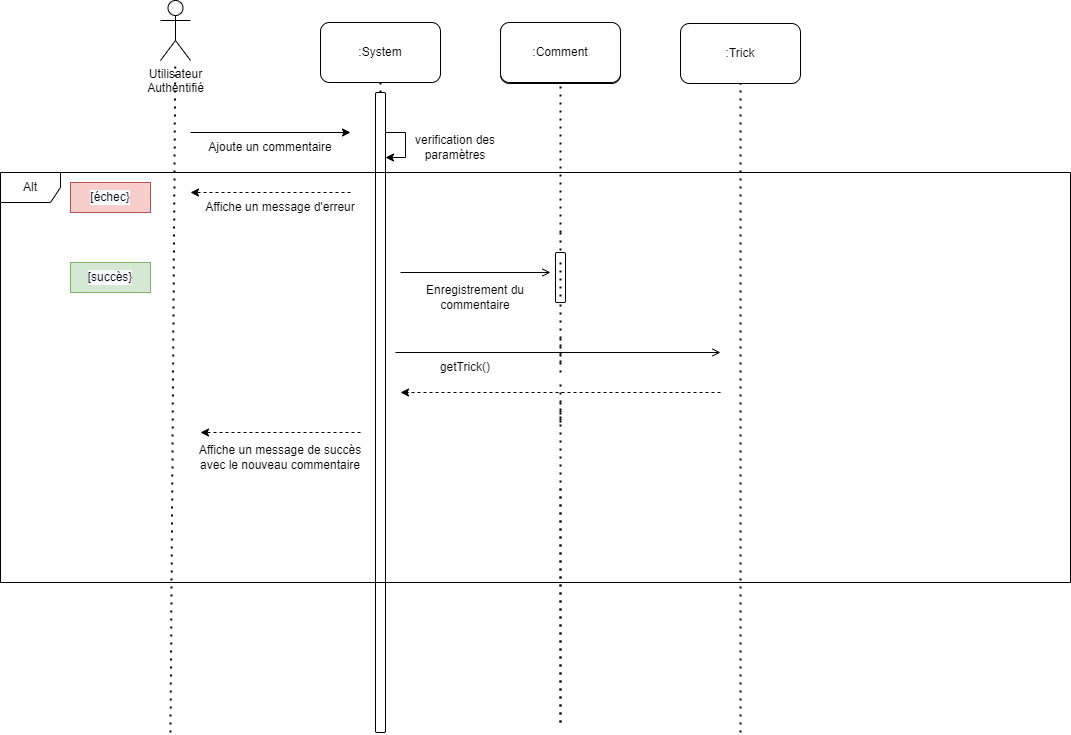 Utilisateur
Authentifié
:System
:Comment
:Trick
Ajoute un commentaire
verification des
paramètres
Alt
[échec}
Affiche un message d'erreur
[succès}
Enregistrement du
commentaire
getTrick()
Affiche un message de succès
avec le nouveau commentaire